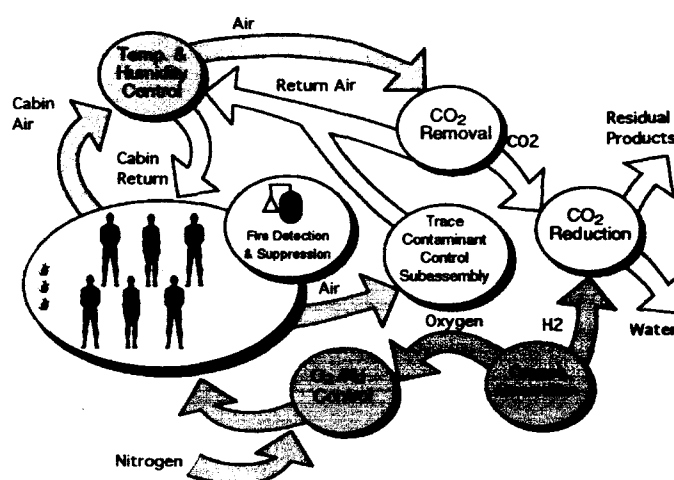 Air
Temp. &
Humidity
Control
Return Air
Cabin
Air
CO2
Removal
CO2
Residual
Products
Cabin
Return
Fire Detection
& Suppression
Trace
Contaminant
Control
Subassembly
CO2
Reduction
Air
Oxygen
H2
Water
Control
Nitrogen